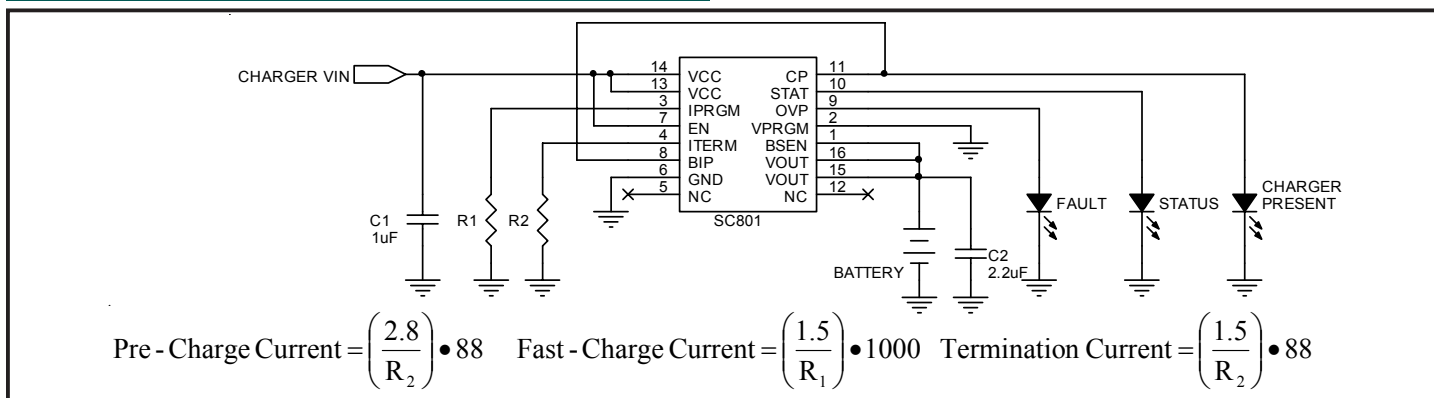 CHARGER VIN
14 VCC CP 11
13 VCC STAT 10
3 IPRGM OVP 9
7 EN VPRGM 2
4 ITERM BSEN 1
8 BIP VOUT 16
6 GND VOUT 15
5 NC NC 12
SC801
C1
1uF
R1
R2
BATTERY
C2
2.2uF
FAULT
STATUS
CHARGER
PRESENT
Pre - Charge Current = (2.8 / R₂) • 88 Fast - Charge Current = (1.5 / R₁) • 1000 Termination Current = (1.5 / R₂) • 88